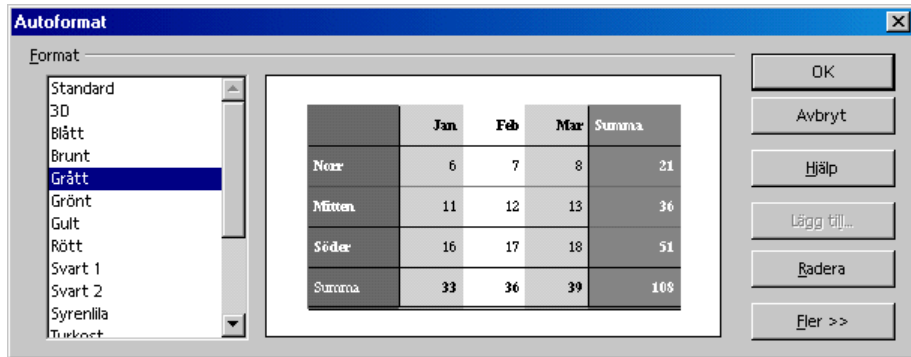 Autoformat
Format
Standard
3D
Blått
Brunt
Grått
Grönt
Gult
Rött
Svart 1
Svart 2
Syrenlila
Turkost
Jan Feb Mar Summa
Norr 6 7 8 21
Mitten 11 12 13 36
Söder 16 17 18 51
Summa 33 36 39 108
OK
Avbryt
Hjälp
Lägg till...
Radera
Fler >>